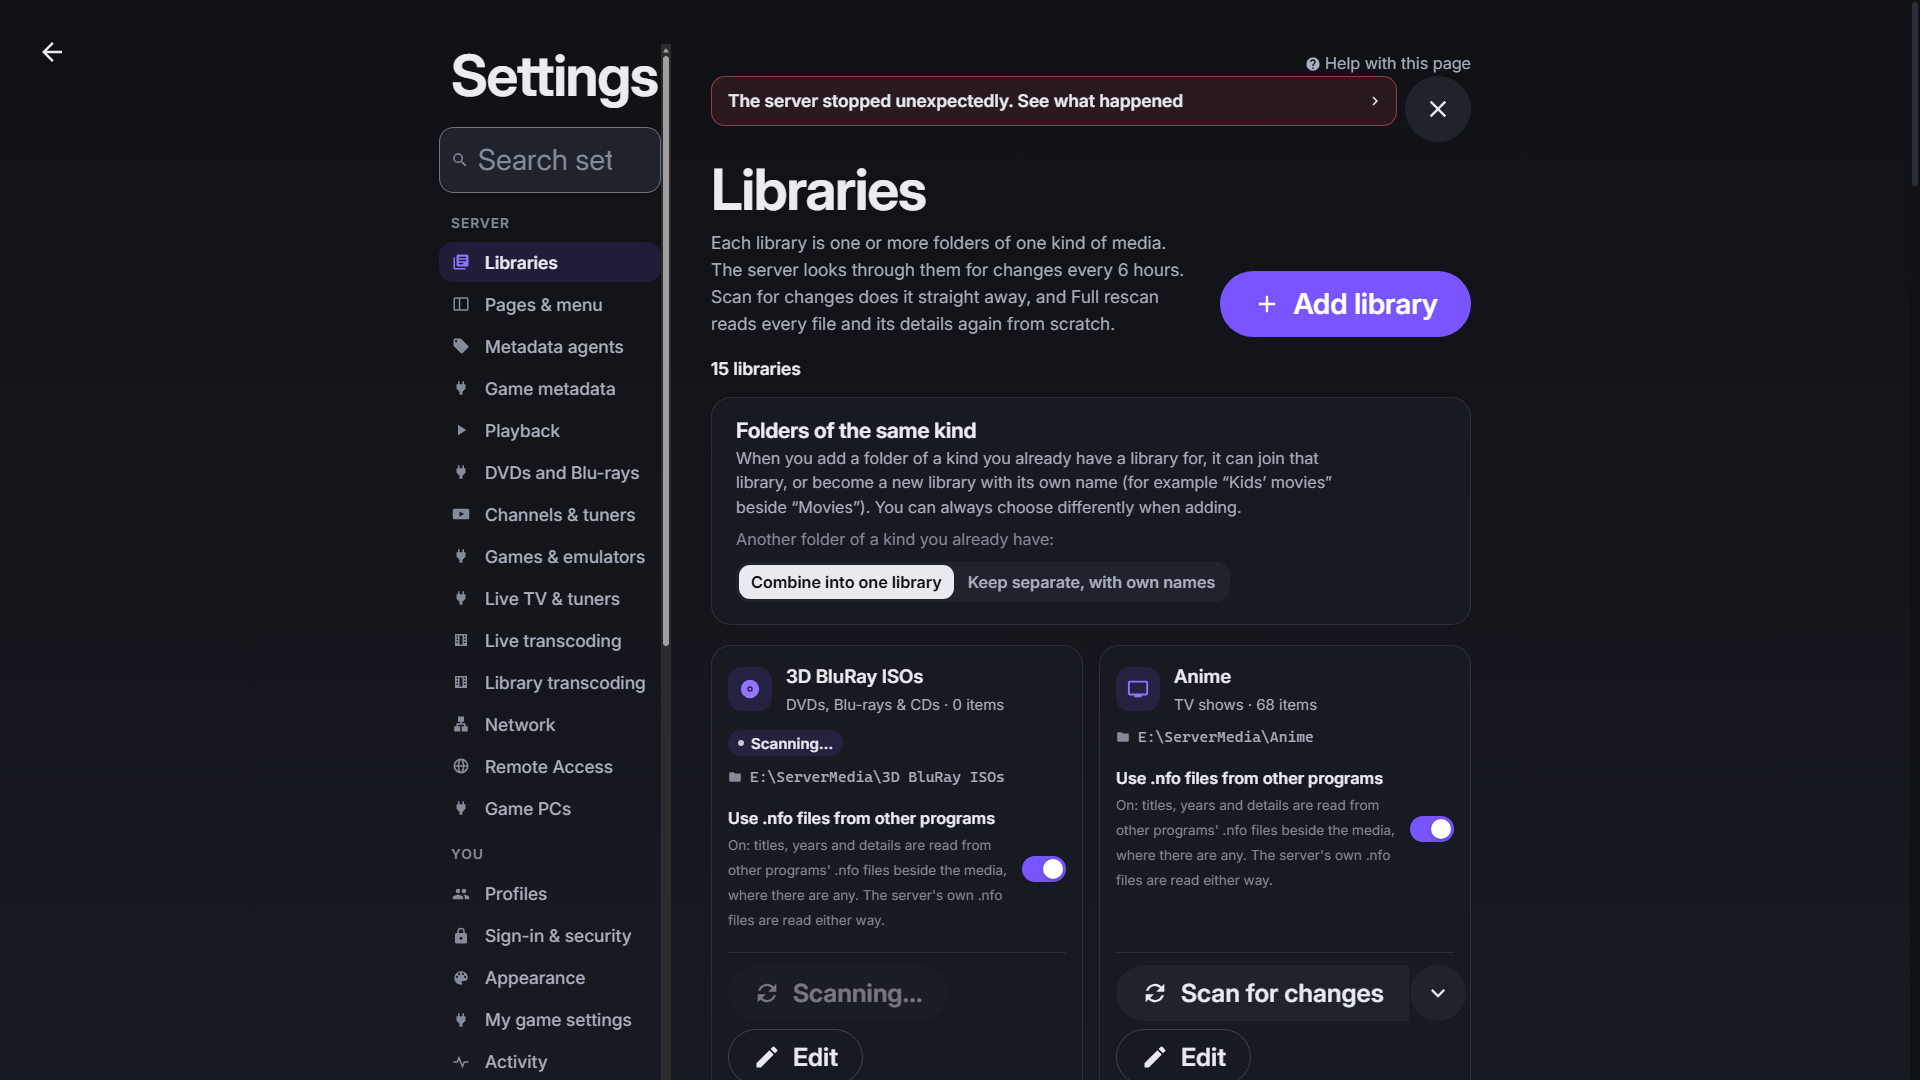 Settings
Search set
SERVER
Libraries
Pages & menu
Metadata agents
Game metadata
Playback
DVDs and Blu-rays
Channels & tuners
Games & emulators
Live TV & tuners
Live transcoding
Library transcoding
Network
Remote Access
Game PCs
YOU
Profiles
Sign-in & security
Appearance
My game settings
Activity
Help with this page
The server stopped unexpectedly. See what happened
Libraries
Each library is one or more folders of one kind of media.
The server looks through them for changes every 6 hours.
Scan for changes does it straight away, and Full rescan
reads every file and its details again from scratch.
Add library
15 libraries
Folders of the same kind
When you add a folder of a kind you already have a library for, it can join that
library, or become a new library with its own name (for example “Kids’ movies”
beside “Movies”). You can always choose differently when adding.
Another folder of a kind you already have:
Combine into one library
Keep separate, with own names
3D BluRay ISOs
DVDs, Blu-rays & CDs · 0 items
Scanning...
E:\ServerMedia\3D BluRay ISOs
Use .nfo files from other programs
On: titles, years and details are read from
other programs' .nfo files beside the media,
where there are any. The server's own .nfo
files are read either way.
Scanning...
Edit
Anime
TV shows · 68 items
E:\ServerMedia\Anime
Use .nfo files from other programs
On: titles, years and details are read from
other programs' .nfo files beside the media,
where there are any. The server's own .nfo
files are read either way.
Scan for changes
Edit